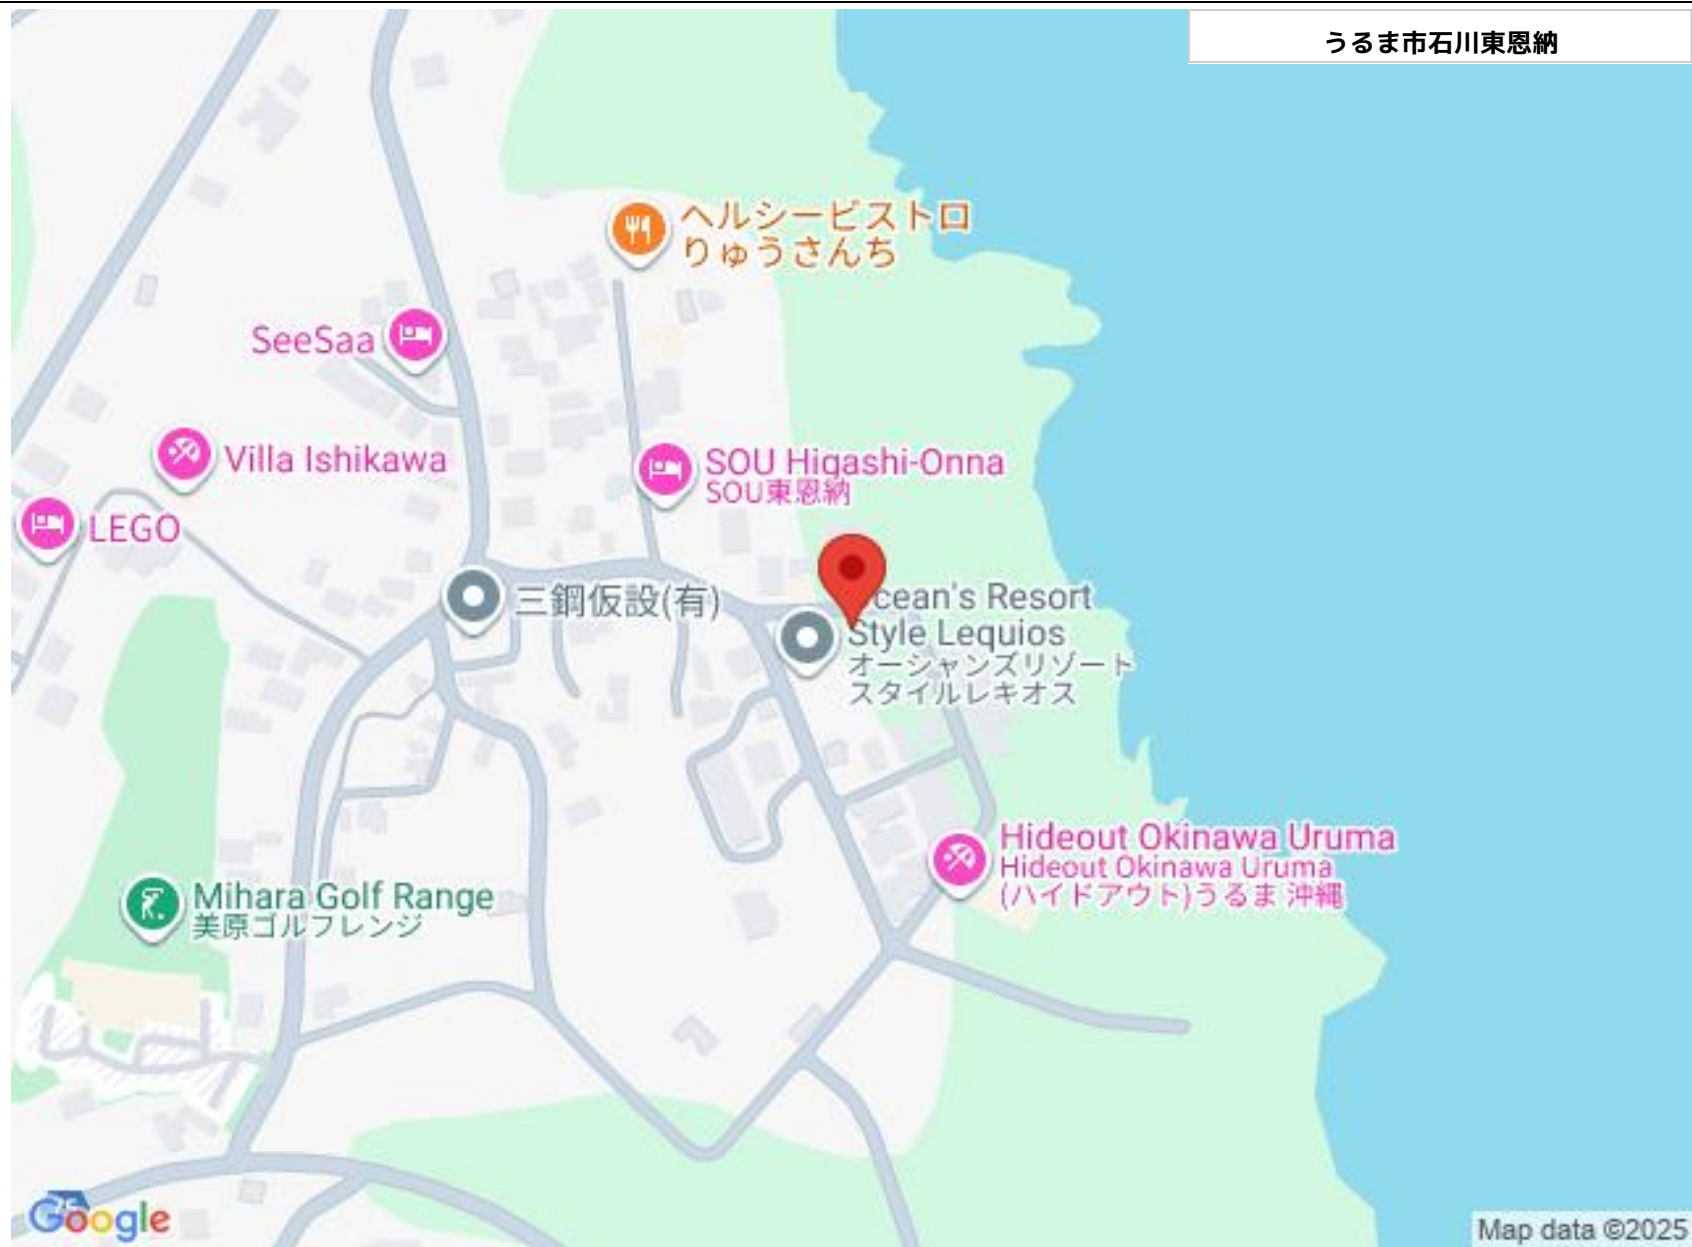 うるま市石川東恩納
ヘルシービストロ
りゅうさんち
SeeSaa
Villa Ishikawa
SOU Higashi-Onna
SOU東恩納
LEGO
三鋼仮設(有)
cean's Resort
Style Lequios
オーシャンズリゾート
スタイルレキオス
Hideout Okinawa Uruma
Hideout Okinawa Uruma
(ハイドアウト)うるま 沖縄
Mihara Golf Range
美原ゴルフレンジ
Google
Map data ©2025